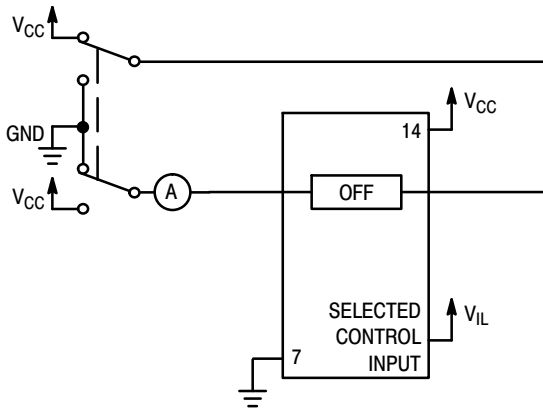 VCC
GND
VCC
A
14
VCC
OFF
SELECTED
CONTROL
INPUT
VIL
7